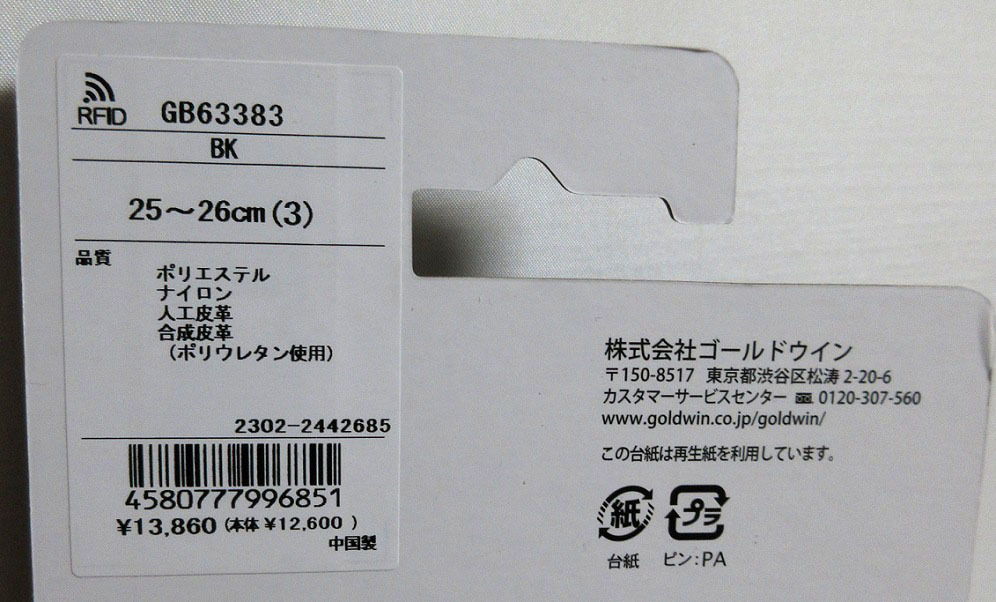 RFID GB63383
BK
25～26cm(3)
品質
ポリエステル
ナイロン
人工皮革
合成皮革
(ポリウレタン使用)
2302-2442685
4580777996851
¥13,860 (本体 ¥12,600 )
中国製
株式会社ゴールドウイン
〒150-8517 東京都渋谷区松涛 2-20-6
カスタマーサービスセンター 0120-307-560
www.goldwin.co.jp/goldwin/
この台紙は再生紙を利用しています。
紙 プラ
台紙 ピン:PA